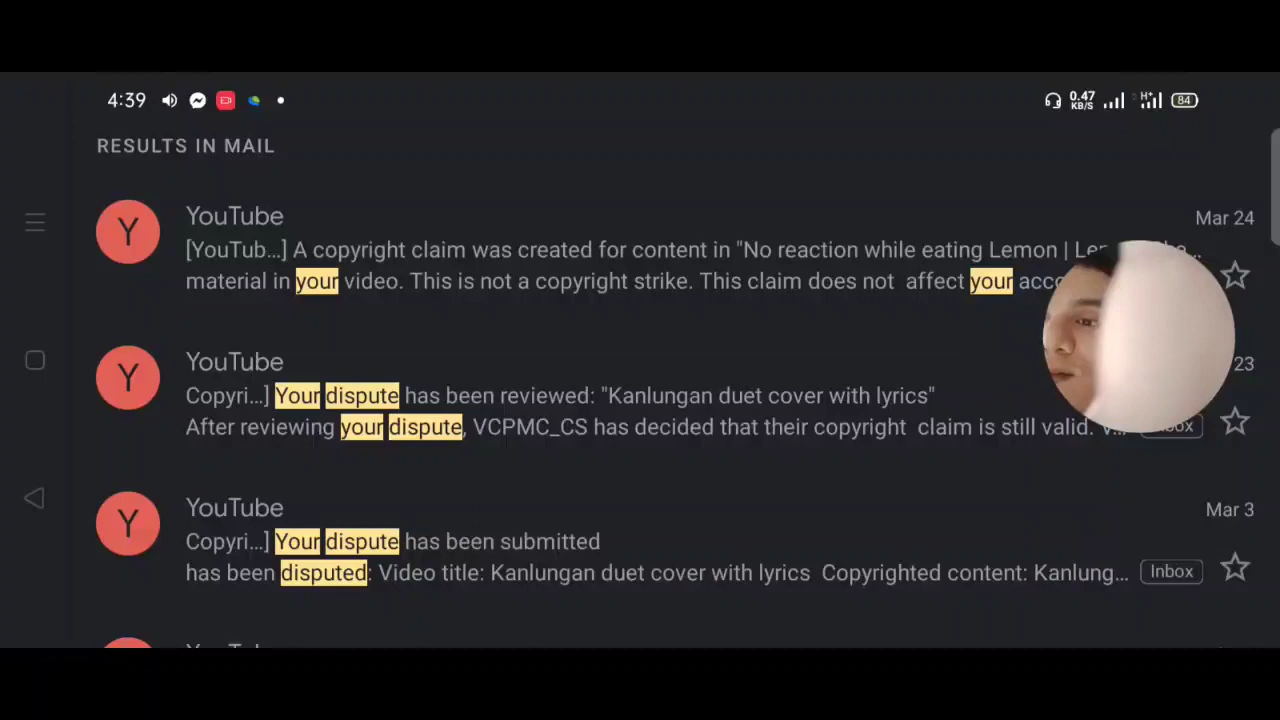 4:39
0.47 KB/S H+ 84
RESULTS IN MAIL
Y YouTube Mar 24
[YouTub...] A copyright claim was created for content in "No reaction while eating Lemon |
material in your video. This is not a copyright strike. This claim does not affect your
Y YouTube 23
Copyri...] Your dispute has been reviewed: "Kanlungan duet cover with lyrics"
After reviewing your dispute, VCPMC_CS has decided that their copyright claim is still valid.
Y YouTube Mar 3
Copyri...] Your dispute has been submitted
has been disputed: Video title: Kanlungan duet cover with lyrics Copyrighted content: Kanlung... Inbox